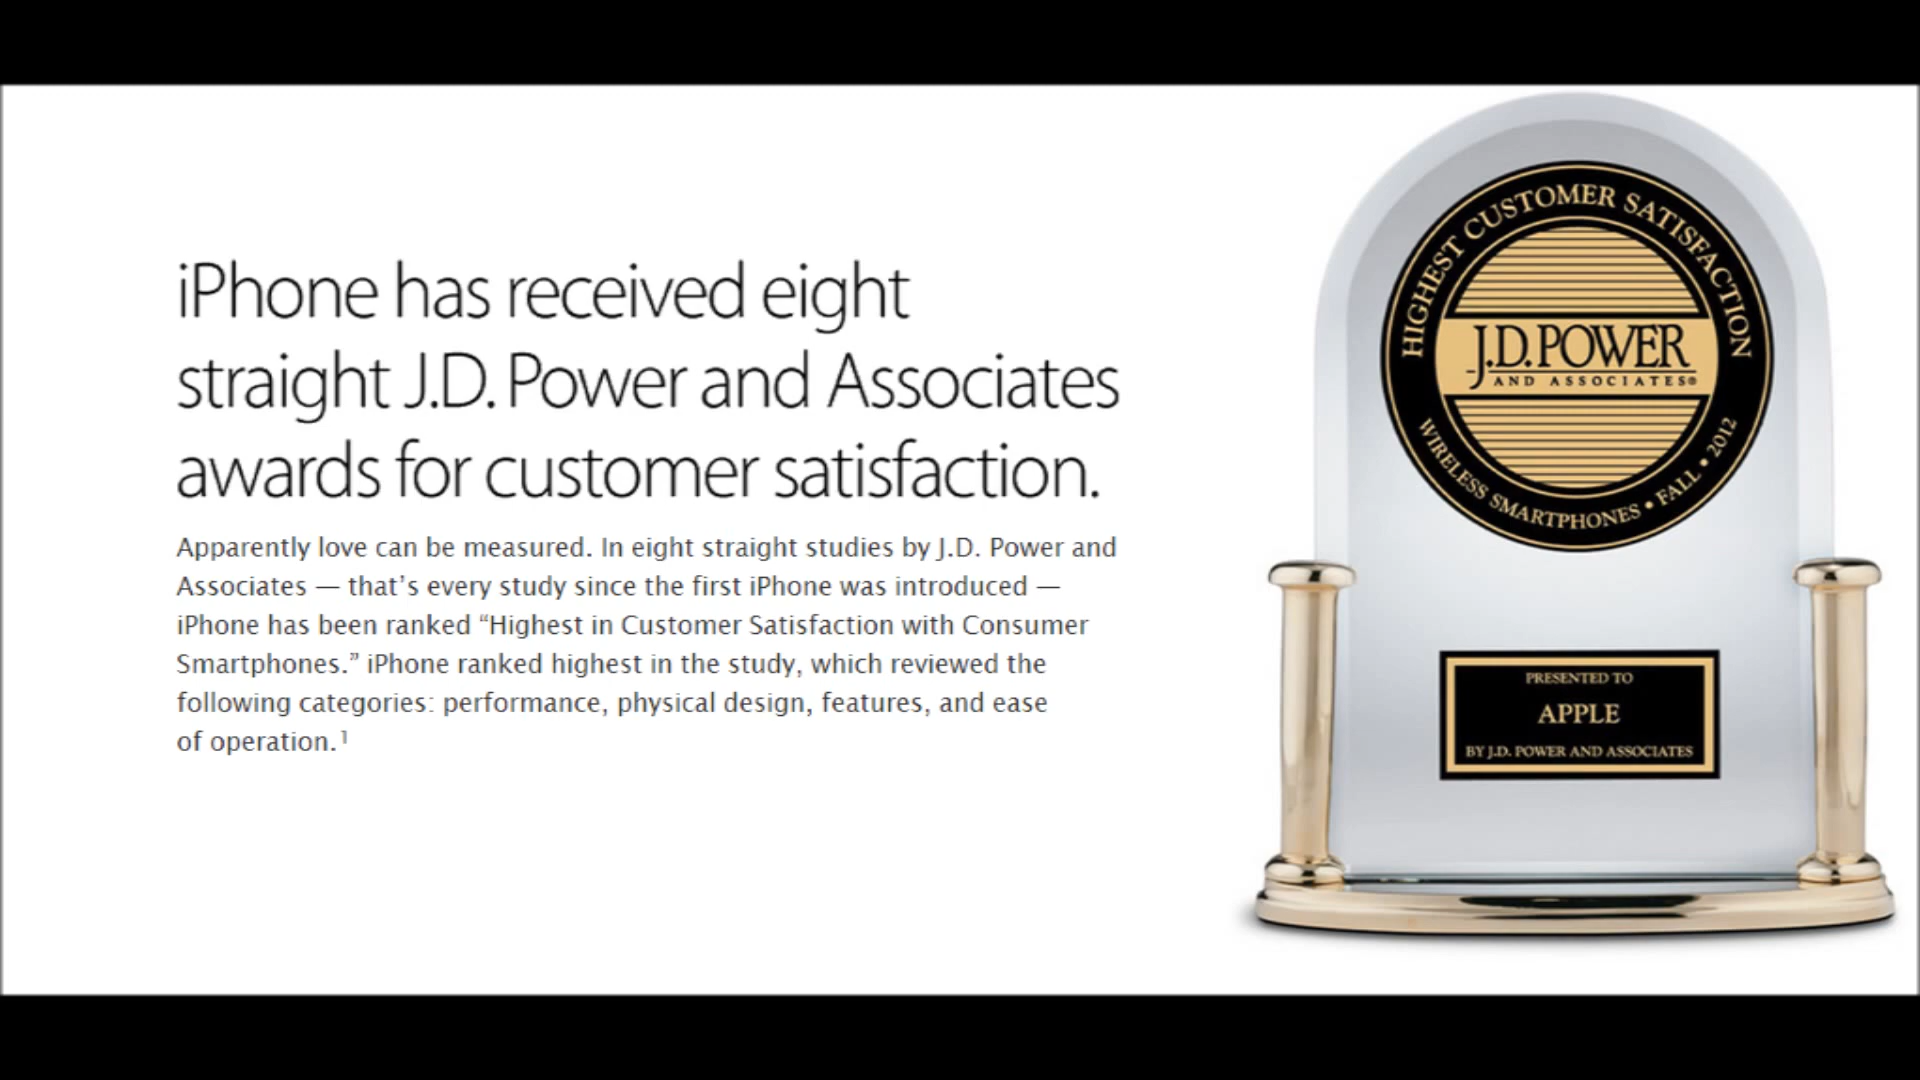 iPhone has received eight
straight J.D. Power and Associates
awards for customer satisfaction.
Apparently love can be measured. In eight straight studies by J.D. Power and
Associates — that’s every study since the first iPhone was introduced —
iPhone has been ranked “Highest in Customer Satisfaction with Consumer
Smartphones.” iPhone ranked highest in the study, which reviewed the
following categories: performance, physical design, features, and ease
of operation.¹
HIGHEST CUSTOMER SATISFACTION
J.D. POWER
AND ASSOCIATES®
WIRELESS SMARTPHONES • FALL • 2012
PRESENTED TO
APPLE
BY J.D. POWER AND ASSOCIATES